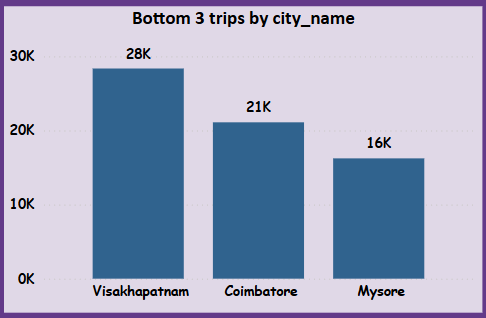 Bottom 3 trips by city_name
30K
28K
21K
20K
16K
10K
0K
Visakhapatnam Coimbatore Mysore